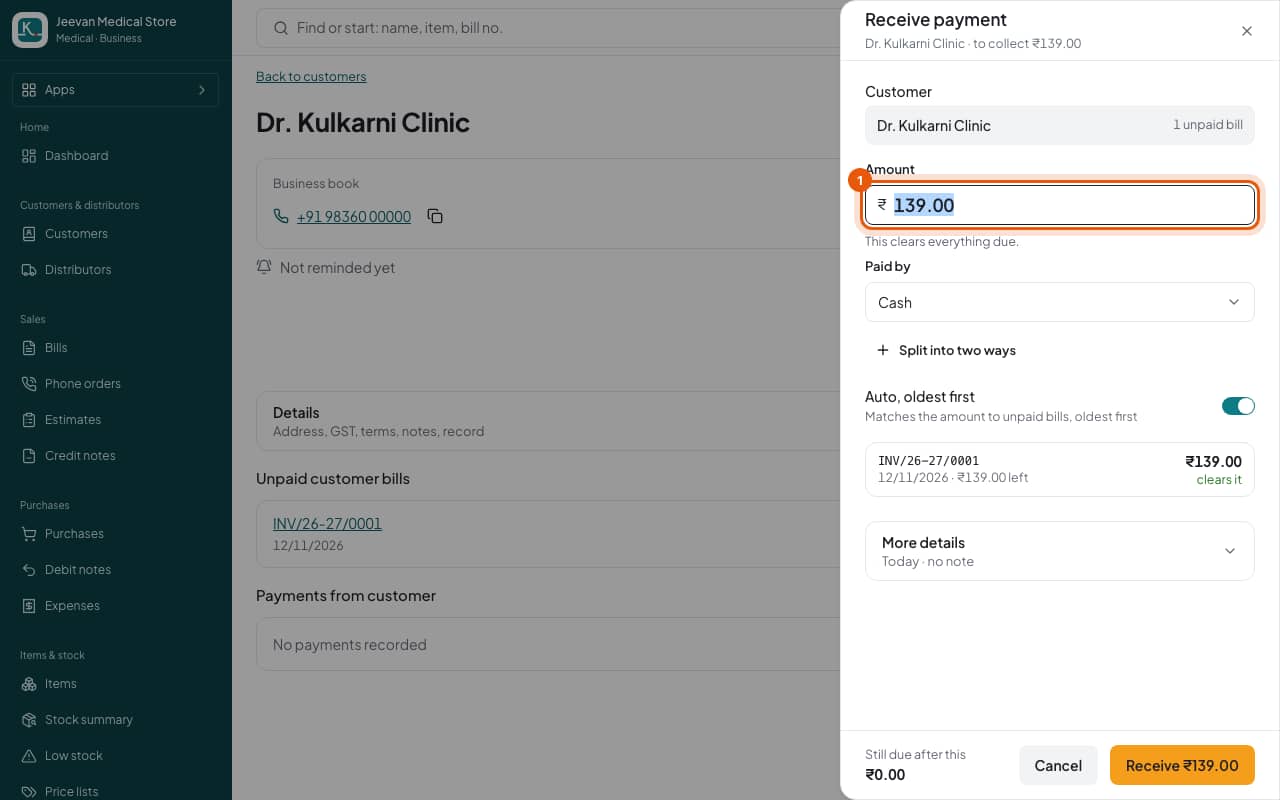 Jeevan Medical Store
Medical · Business
Apps
Home
Dashboard
Customers & distributors
Customers
Distributors
Sales
Bills
Phone orders
Estimates
Credit notes
Purchases
Purchases
Debit notes
Expenses
Items & stock
Items
Stock summary
Low stock
Price lists
Find or start: name, item, bill no.
Back to customers
Dr. Kulkarni Clinic
Business book
+91 98360 00000
Not reminded yet
Details
Address, GST, terms, notes, record
Unpaid customer bills
INV/26-27/0001
12/11/2026
Payments from customer
No payments recorded
Receive payment
Dr. Kulkarni Clinic · to collect ₹139.00
Customer
Dr. Kulkarni Clinic 1 unpaid bill
Amount
1
₹ 139.00
This clears everything due.
Paid by
Cash
Split into two ways
Auto, oldest first
Matches the amount to unpaid bills, oldest first
INV/26-27/0001 ₹139.00
12/11/2026 · ₹139.00 left clears it
More details
Today · no note
Still due after this
₹0.00
Cancel
Receive ₹139.00